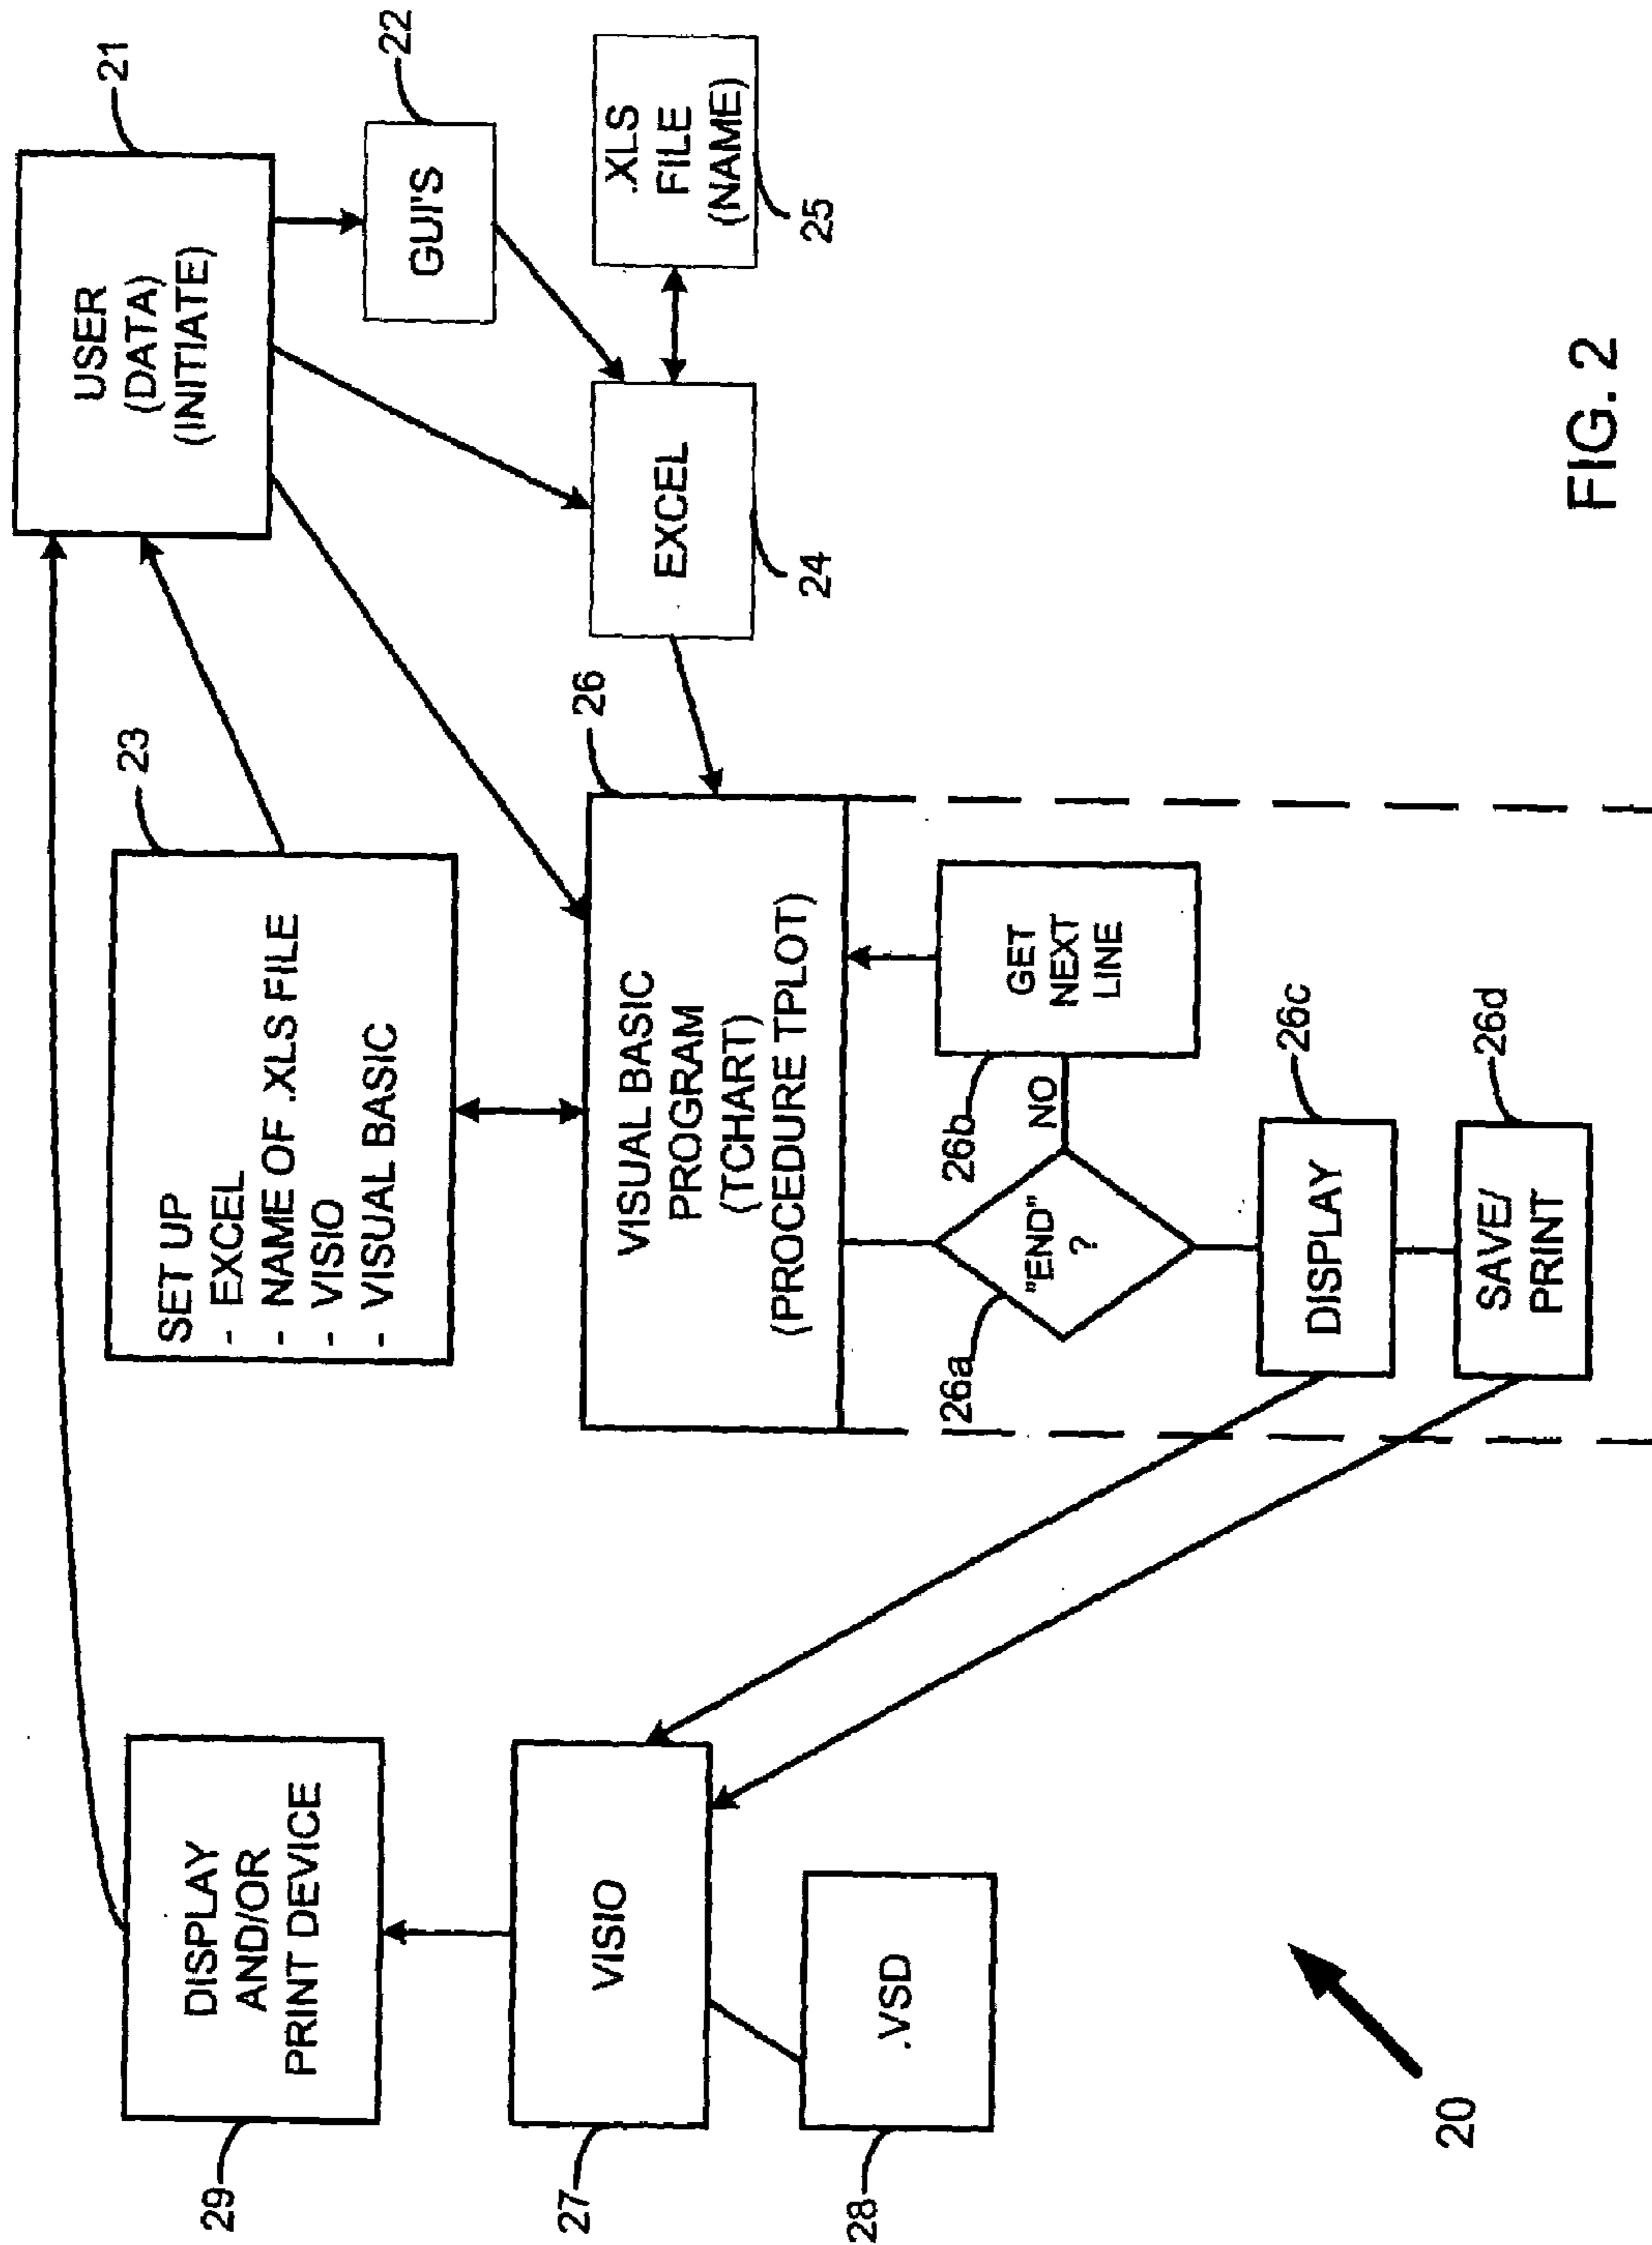 29
DISPLAY
AND/OR
PRINT DEVICE
27
VISIO
28
.VSD
20
23
SET UP
- EXCEL
- NAME OF .XLS FILE
- VISIO
- VISUAL BASIC
26
VISUAL BASIC
PROGRAM
(TCHART)
(PROCEDURE TPLOT)
26a
"END"
?
NO
26b
GET
NEXT
LINE
26c
DISPLAY
26d
SAVE/
PRINT
21
USER
(DATA)
(INITIATE)
22
GUI'S
24
EXCEL
25
.XLS
FILE
(NAME)
FIG. 2